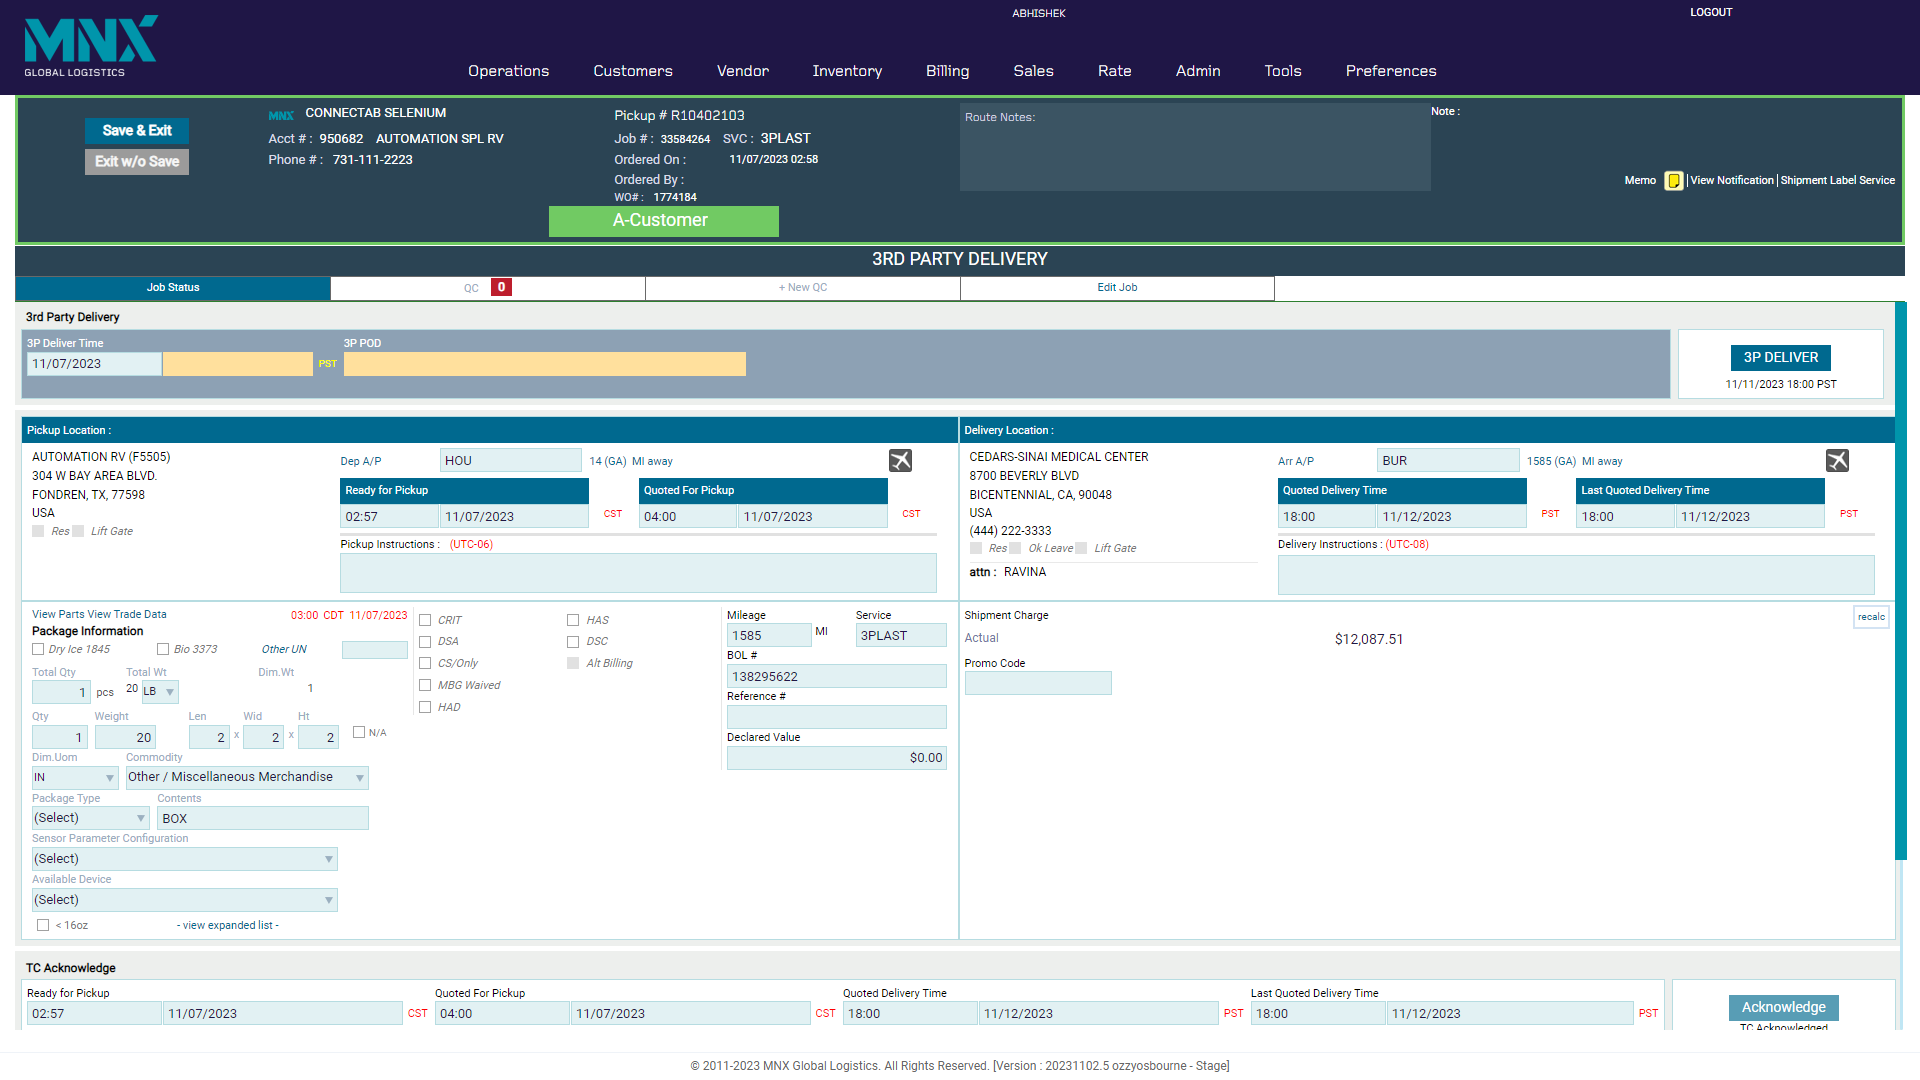 ABHISHEK
LOGOUT
MNX
GLOBAL LOGISTICS
Operations Customers Vendor Inventory Billing Sales Rate Admin Tools Preferences
Save & Exit
Exit w/o Save
MNX CONNECTAB SELENIUM
Acct # : 950682 AUTOMATION SPL RV
Phone # : 731-111-2223
Pickup # R10402103
Job # : 33584264 SVC : 3PLAST
Ordered On : 11/07/2023 02:58
Ordered By :
WO# : 1774184
A-Customer
Route Notes:
Note :
Memo | View Notification | Shipment Label Service
3RD PARTY DELIVERY
Job Status
QC 0
+ New QC
Edit Job
3rd Party Delivery
3P Deliver Time 3P POD
11/07/2023 PST
3P DELIVER
11/11/2023 18:00 PST
Pickup Location :
AUTOMATION RV (F5505)
304 W BAY AREA BLVD.
FONDREN, TX, 77598
USA
Res Lift Gate
Dep A/P HOU 14 (GA) MI away
Ready for Pickup Quoted For Pickup
02:57 11/07/2023 CST 04:00 11/07/2023 CST
Pickup Instructions : (UTC-06)
Delivery Location :
CEDARS-SINAI MEDICAL CENTER
8700 BEVERLY BLVD
BICENTENNIAL, CA, 90048
USA
(444) 222-3333
Res Ok Leave Lift Gate
attn : RAVINA
Arr A/P BUR 1585 (GA) MI away
Quoted Delivery Time Last Quoted Delivery Time
18:00 11/12/2023 PST 18:00 11/12/2023 PST
Delivery Instructions : (UTC-08)
View Parts View Trade Data 03:00 CDT 11/07/2023
Package Information
Dry Ice 1845 Bio 3373 Other UN
Total Qty Total Wt Dim.Wt
1 pcs 20 LB 1
Qty Weight Len Wid Ht
1 20 2 x 2 x 2 N/A
Dim.Uom Commodity
IN Other / Miscellaneous Merchandise
Package Type Contents
(Select) BOX
Sensor Parameter Configuration
(Select)
Available Device
(Select)
< 16oz - view expanded list -
CRIT HAS
DSA DSC
CS/Only Alt Billing
MBG Waived
HAD
Mileage Service
1585 MI 3PLAST
BOL #
138295622
Reference #
Declared Value
$0.00
Shipment Charge recalc
Actual $12,087.51
Promo Code
TC Acknowledge
Ready for Pickup Quoted For Pickup Quoted Delivery Time Last Quoted Delivery Time
02:57 11/07/2023 CST 04:00 11/07/2023 CST 18:00 11/12/2023 PST 18:00 11/12/2023 PST
Acknowledge
TC Acknowledged
© 2011-2023 MNX Global Logistics. All Rights Reserved. [Version : 20231102.5 ozzyosbourne - Stage]